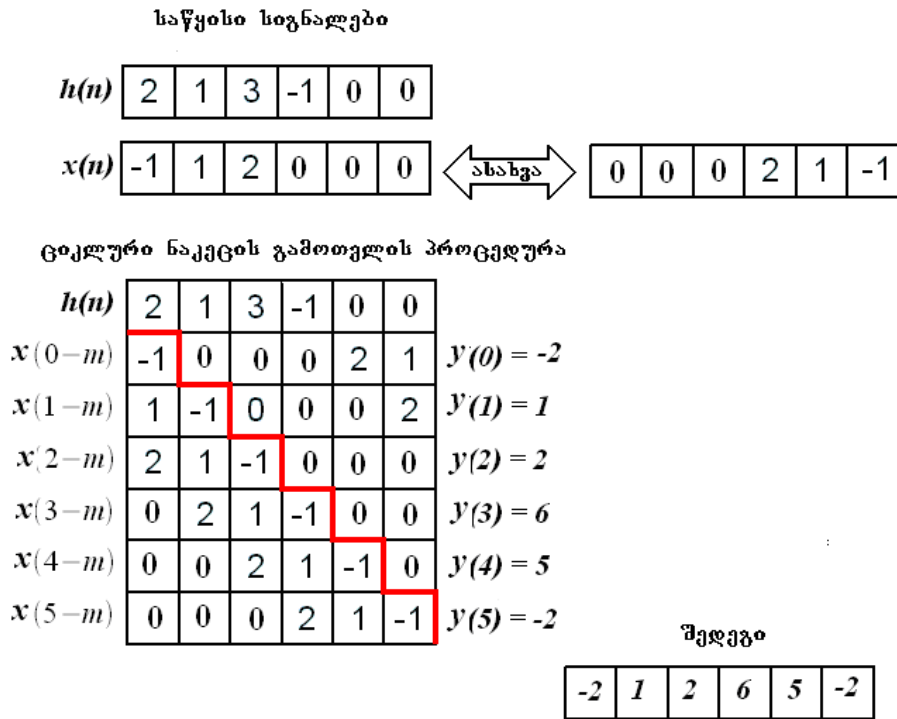 საწყისი სიგნალები
h(n) 2 1 3 -1 0 0
x(n) -1 1 2 0 0 0 ასახვა 0 0 0 2 1 -1
ციკლური ნაკეცის გამოთელის პროცედურა
h(n) 2 1 3 -1 0 0
x(0-m) -1 0 0 0 2 1 y(0) = -2
x(1-m) 1 -1 0 0 0 2 y(1) = 1
x(2-m) 2 1 -1 0 0 0 y(2) = 2
x(3-m) 0 2 1 -1 0 0 y(3) = 6
x(4-m) 0 0 2 1 -1 0 y(4) = 5
x(5-m) 0 0 0 2 1 -1 y(5) = -2
შედეგი
-2 1 2 6 5 -2